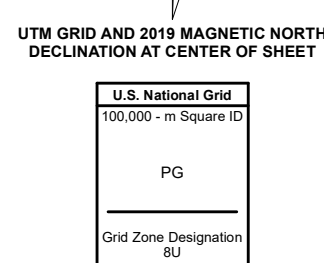 UTM GRID AND 2019 MAGNETIC NORTH
DECLINATION AT CENTER OF SHEET
U.S. National Grid
100,000 - m Square ID
PG
Grid Zone Designation
8U